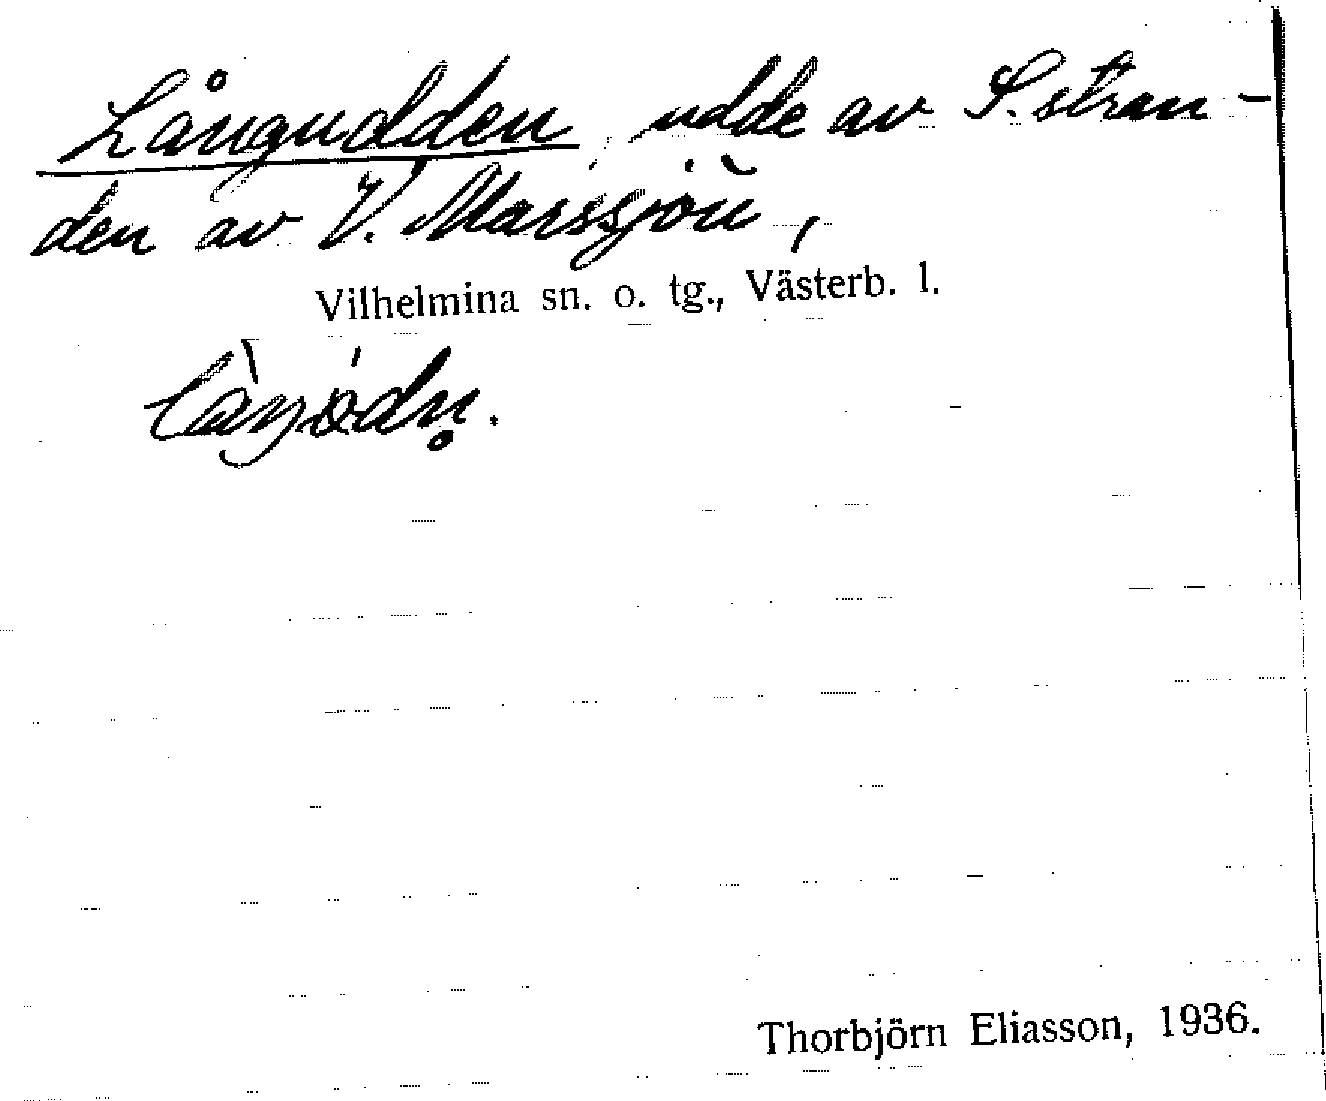 Långudden, udde av S. stran-
den av V. Marssjön,
Vilhelmina sn. o. tg., Västerb. l.
Thorbjörn Eliasson, 1936.